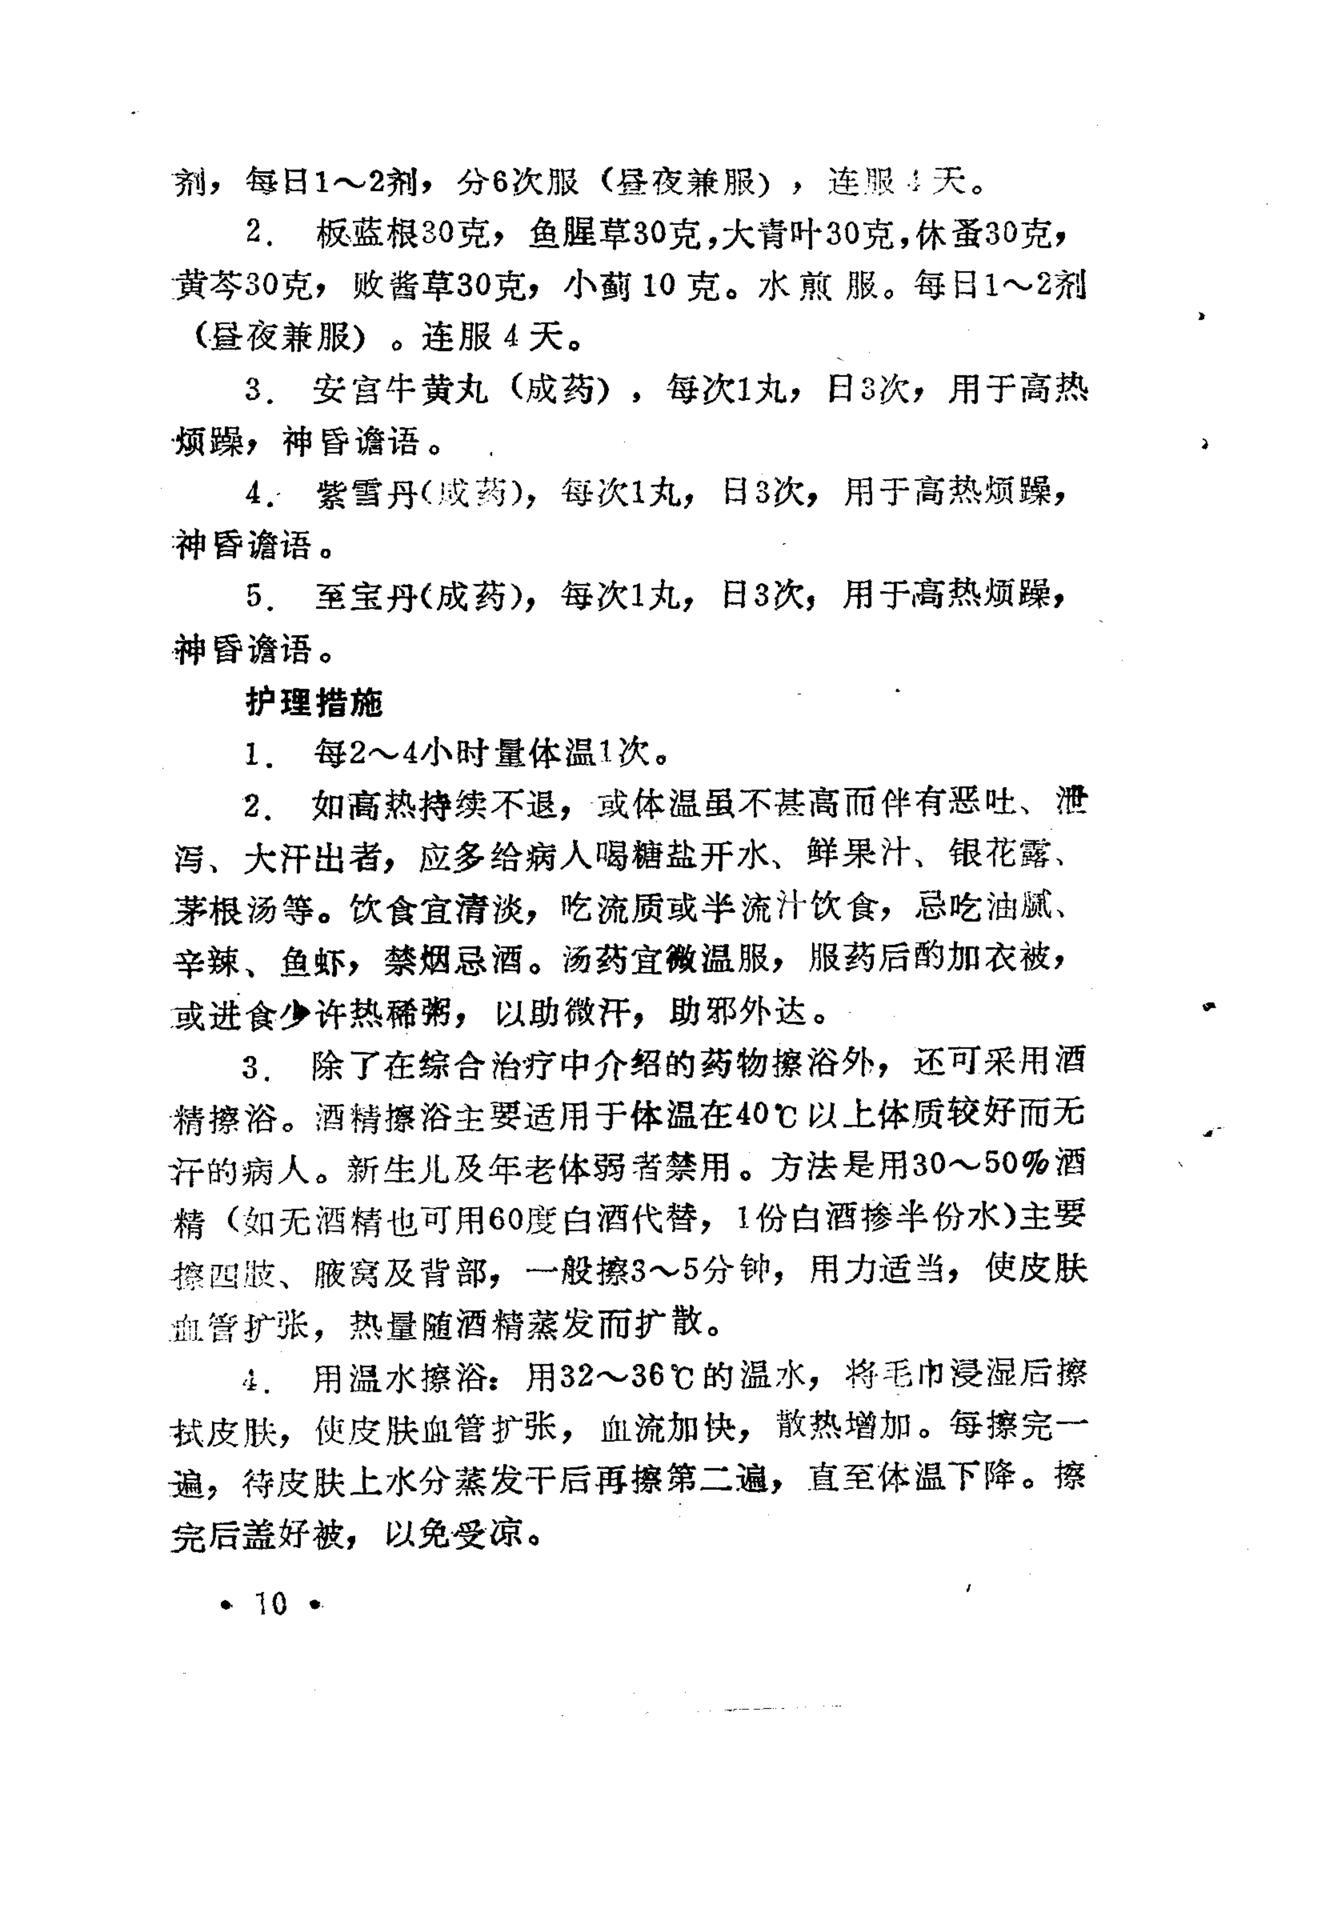 剂，每日1～2剂，分6次服（昼夜兼服），连服4天。
2． 板蓝根30克，鱼腥草30克，大青叶30克，休蚤30克，
黄芩30克，败酱草30克，小蓟10克。水煎服。每日1～2剂
（昼夜兼服）。连服4天。
3． 安宫牛黄丸（成药），每次1丸，日3次，用于高热
烦躁，神昏谵语。
4． 紫雪丹（成药），每次1丸，日3次，用于高热烦躁，
神昏谵语。
5． 至宝丹（成药），每次1丸，日3次，用于高热烦躁，
神昏谵语。
护理措施
1． 每2～4小时量体温1次。
2． 如高热持续不退，或体温虽不甚高而伴有恶吐、泄
泻、大汗出者，应多给病人喝糖盐开水、鲜果汁、银花露、
茅根汤等。饮食宜清淡，吃流质或半流汁饮食，忌吃油腻、
辛辣、鱼虾，禁烟忌酒。汤药宜微温服，服药后酌加衣被，
或进食少许热稀粥，以助微汗，助邪外达。
3． 除了在综合治疗中介绍的药物擦浴外，还可采用酒
精擦浴。酒精擦浴主要适用于体温在40℃以上体质较好而无
汗的病人。新生儿及年老体弱者禁用。方法是用30～50%酒
精（如无酒精也可用60度白酒代替，1份白酒掺半份水）主要
擦四肢、腋窝及背部，一般擦3～5分钟，用力适当，使皮肤
血管扩张，热量随酒精蒸发而扩散。
4． 用温水擦浴：用32～36℃的温水，将毛巾浸湿后擦
拭皮肤，使皮肤血管扩张，血流加快，散热增加。每擦完一
遍，待皮肤上水分蒸发干后再擦第二遍，直至体温下降。擦
完后盖好被，以免受凉。
• 10 •